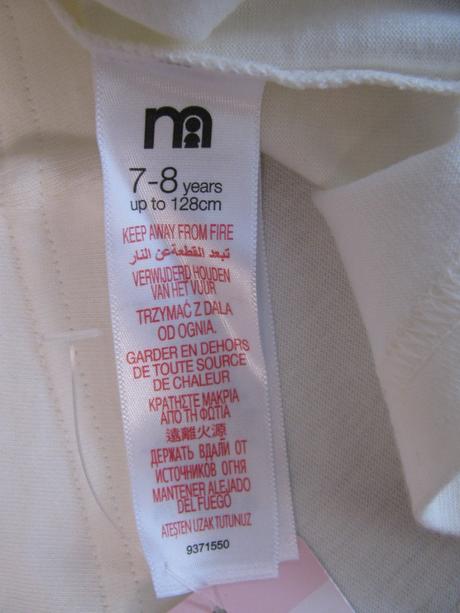 m
7-8 years
up to 128cm
KEEP AWAY FROM FIRE
تبعد القطعة عن النار
VERWIJDERD HOUDEN
VAN HET VUUR
TRZYMAĆ Z DALA
OD OGNIA.
GARDER EN DEHORS
DE TOUTE SOURCE
DE CHALEUR
ΚΡΑΤΗΣΤΕ ΜΑΚΡΙΑ
ΑΠΟ ΤΗ ΦΩΤΙΑ
遠離火源
ДЕРЖАТЬ ВДАЛИ ОТ
ИСТОЧНИКОВ ОГНЯ
MANTENER ALEJADO
DEL FUEGO
ATEŞTEN UZAK TUTUNUZ
9371550